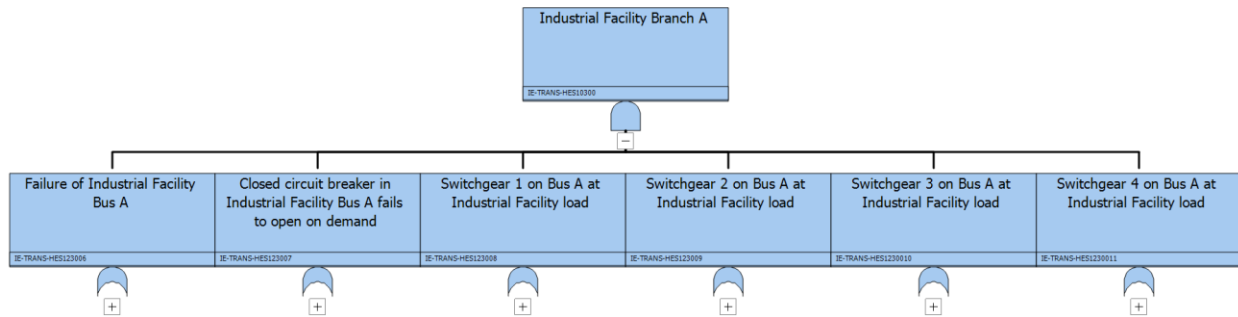 Industrial Facility Branch A
IE-TRANS-HES10300
Failure of Industrial Facility
Bus A
IE-TRANS-HES123006
Closed circuit breaker in
Industrial Facility Bus A fails
to open on demand
IE-TRANS-HES123007
Switchgear 1 on Bus A at
Industrial Facility load
IE-TRANS-HES123008
Switchgear 2 on Bus A at
Industrial Facility load
IE-TRANS-HES123009
Switchgear 3 on Bus A at
Industrial Facility load
IE-TRANS-HES1230010
Switchgear 4 on Bus A at
Industrial Facility load
IE-TRANS-HES1230011